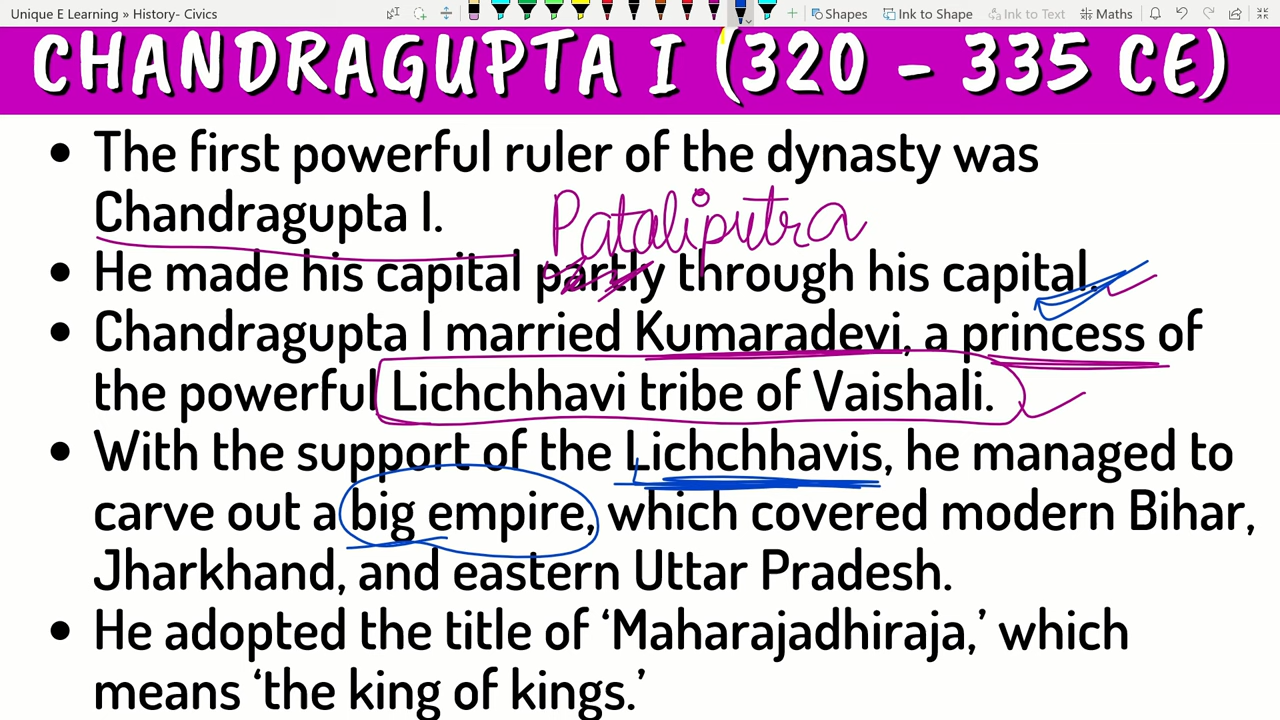 Unique E Learning » History- Civics
Shapes
Ink to Shape
Ink to Text
Maths
CHANDRAGUPTA I (320 - 335 CE)
• The first powerful ruler of the dynasty was
Chandragupta I.
Pataliputra
• He made his capital partly through his capital.
• Chandragupta I married Kumaradevi, a princess of
the powerful Lichchhavi tribe of Vaishali.
• With the support of the Lichchhavis, he managed to
carve out a big empire, which covered modern Bihar,
Jharkhand, and eastern Uttar Pradesh.
• He adopted the title of ‘Maharajadhiraja,’ which
means ‘the king of kings.’